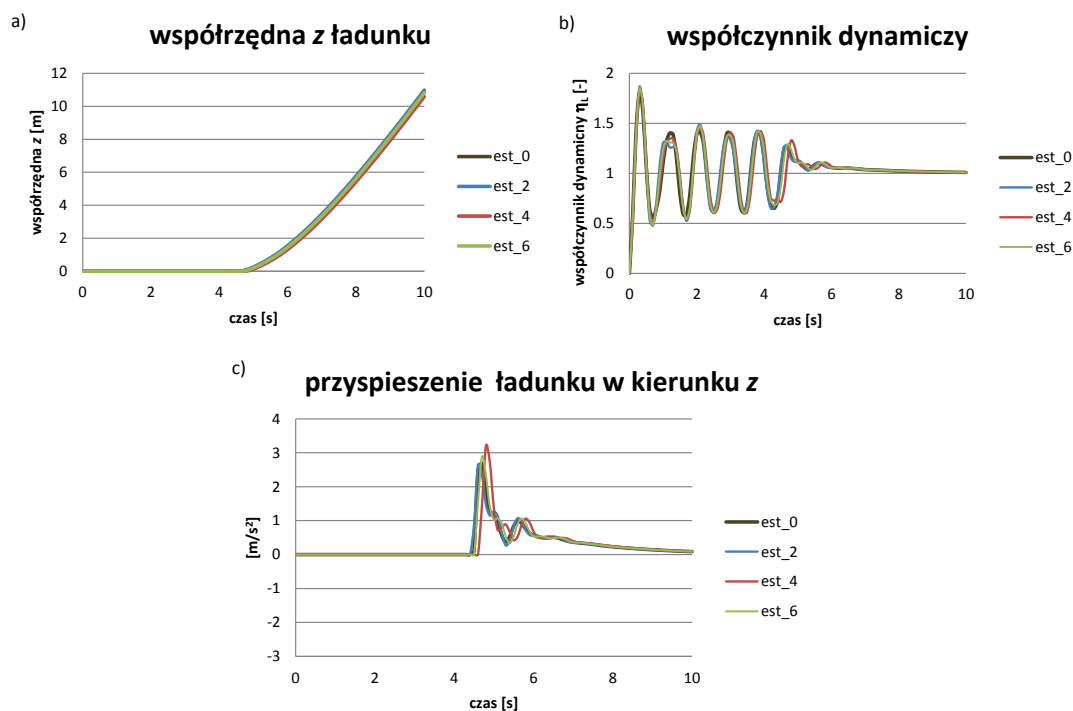 a)
współrzędna z ładunku
współrzędna z [m]
12
10
8
6
4
2
0
0 2 4 6 8 10
czas [s]
est_0
est_2
est_4
est_6
b)
współczynnik dynamiczy
współczynnik dynamicny ηL [-]
2
1.5
1
0.5
0
0 2 4 6 8 10
czas [s]
est_0
est_2
est_4
est_6
c)
przyspieszenie ładunku w kierunku z
[m/s²]
4
3
2
1
0
-1
-2
-3
0 2 4 6 8 10
czas [s]
est_0
est_2
est_4
est_6